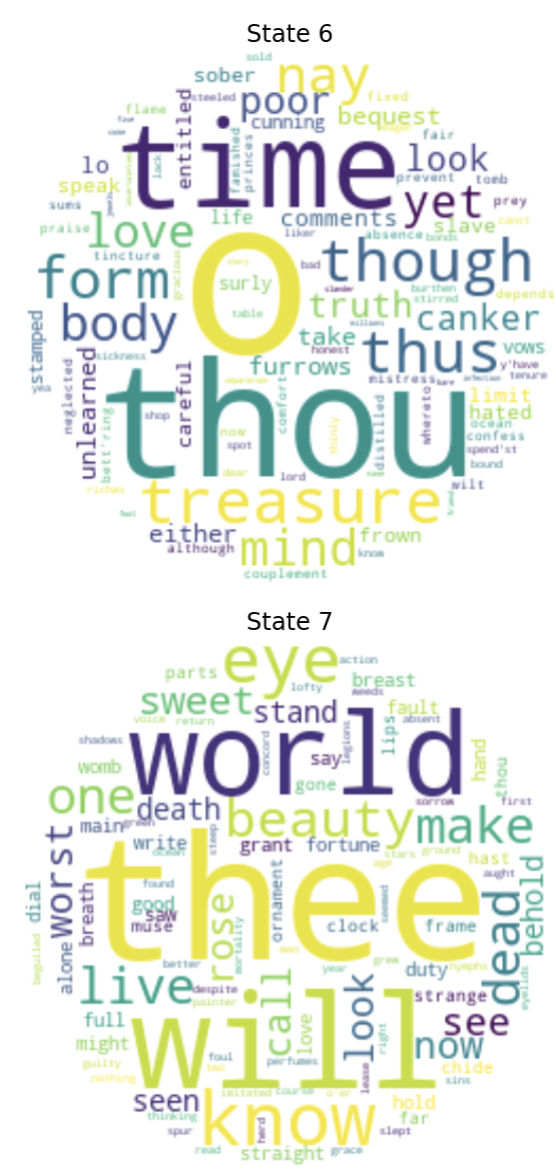 State 6
sold
sober nay
steeled poor fixed
flame cunning bequest
entitled time fair
lo famished princes lack look
speak prevent tomb
sums life comments yet prey
praise love absence bonds slave canst
tincture liker
form gracious O bad though depends
surly slander burthen stirred
table truth canker
stamped body millions
yea sickness take thus vows
honest y'have
neglected unlearned careful furrows mistress bare tenure
bett'ring shop thou comfort limit
hated
now thinly distilled whereto ocean
spot confess
dear lord spend'st
bound
riches treasure wilt
either mind frown
although know
couplement
State 7
eye action
parts lofty breast
sweet weeds
voice return stand fault
absent
shadows world concord say legions lips
womb gone hand thou
one death sorrow first
main green beauty make
write steep grant fortune stars ground hast
ocean age aught
worst thee
found ornament seemed dead behold
dial good rose
saw clock frame
muse
beguiled alone breath mortality men
better year grew duty nymphs
live despite call look strange eyelids
full painter love see
might will right now
foul perfumes chide
guilty two lease sins
nothing
seen imitated course o'er hold
thinking know far
spur herd slept
read straight grace